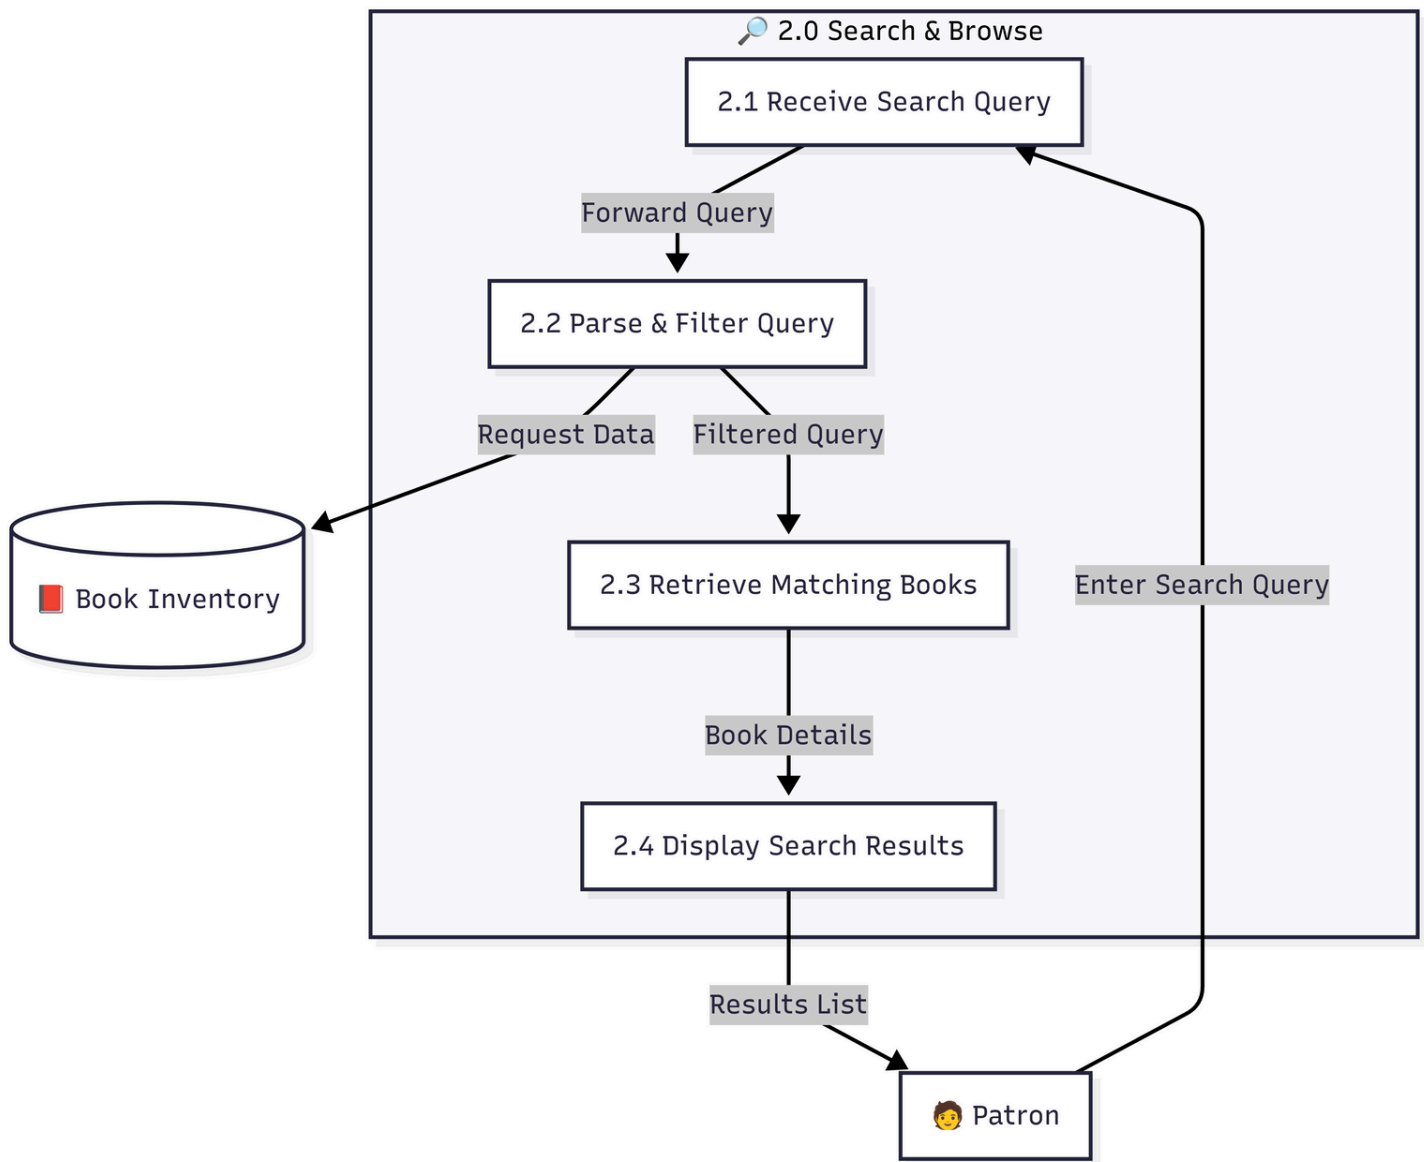 🔎 2.0 Search & Browse
2.1 Receive Search Query
Forward Query
2.2 Parse & Filter Query
Request Data
Filtered Query
2.3 Retrieve Matching Books
Enter Search Query
📕 Book Inventory
Book Details
2.4 Display Search Results
Results List
🧑 Patron